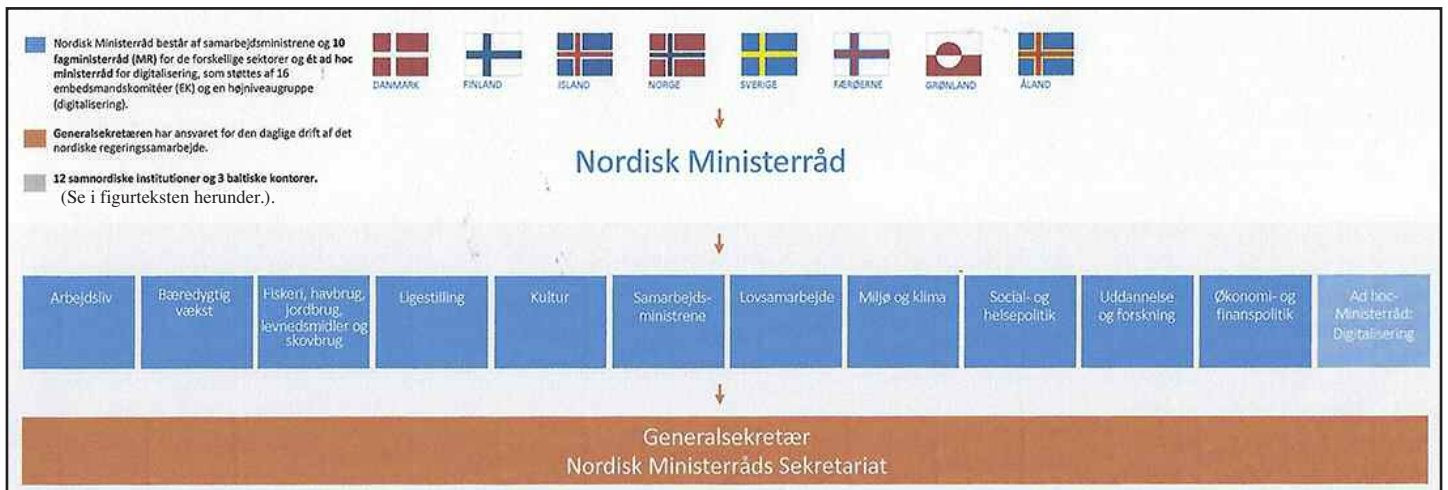 Nordisk Ministerråd består af samarbejdsministrene og 10
fagministerråd (MR) for de forskellige sektorer og ét ad hoc
ministerråd for digitalisering, som støttes af 16
embedsmandskomitéer (EK) og en højniveaugruppe
(digitalisering).
Generalsekretæren har ansvaret for den daglige drift af det
nordiske regeringssamarbejde.
12 samnordiske institutioner og 3 baltiske kontorer.
(Se i figurteksten herunder.).
DANMARK
FINLAND
ISLAND
NORGE
SVERIGE
FÆRØERNE
GRØNLAND
ÅLAND
Nordisk Ministerråd
Arbejdsliv
Bæredygtig
vækst
Fiskeri, havbrug,
jordbrug,
levnedsmidler og
skovbrug
Ligestilling
Kultur
Samarbejds-
ministrene
Lovsamarbejde
Miljø og klima
Social- og
helsepolitik
Uddannelse
og forskning
Økonomi- og
finanspolitik
Ad hoc-
Ministerråd:
Digitalisering
Generalsekretær
Nordisk Ministerråds Sekretariat